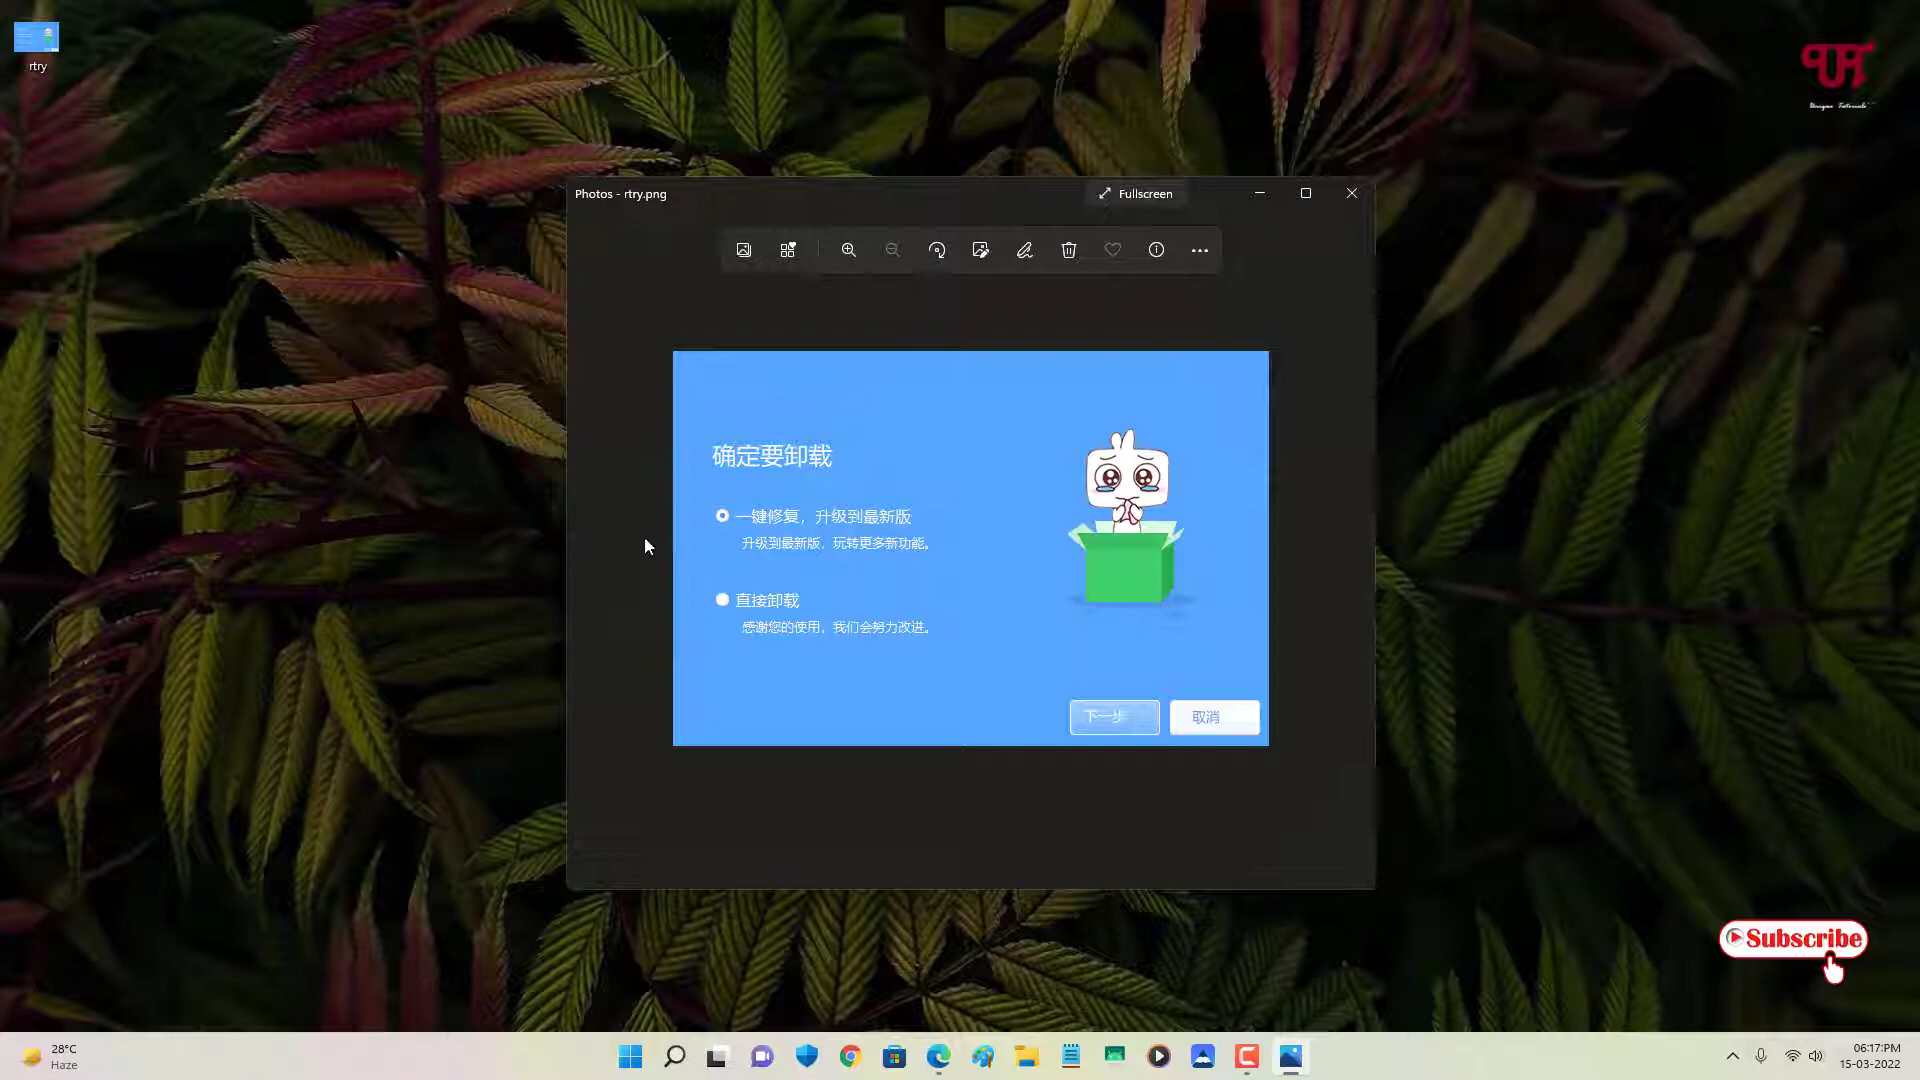 rtry
UT
Unique Tutorials
Photos - rtry.png
Fullscreen
确定要卸载
一键修复，升级到最新版
升级到最新版，玩转更多新功能。
直接卸载
感谢您的使用，我们会努力改进。
下一步
取消
Subscribe
28°C
Haze
06:17:PM
15-03-2022